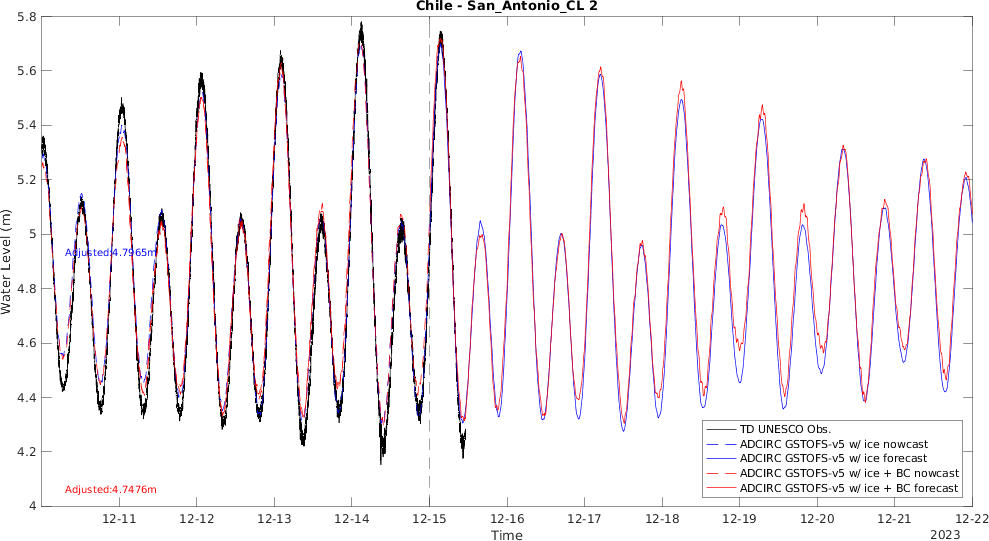 Chile - San_Antonio_CL 2
5.8
5.6
5.4
5.2
5
4.8
4.6
4.4
4.2
4
Water Level (m)
Adjusted:4.7965m
Adjusted:4.7476m
TD UNESCO Obs.
ADCIRC GSTOFS-v5 w/ ice nowcast
ADCIRC GSTOFS-v5 w/ ice forecast
ADCIRC GSTOFS-v5 w/ ice + BC nowcast
ADCIRC GSTOFS-v5 w/ ice + BC forecast
12-11 12-12 12-13 12-14 12-15 12-16 12-17 12-18 12-19 12-20 12-21 12-22
Time
2023